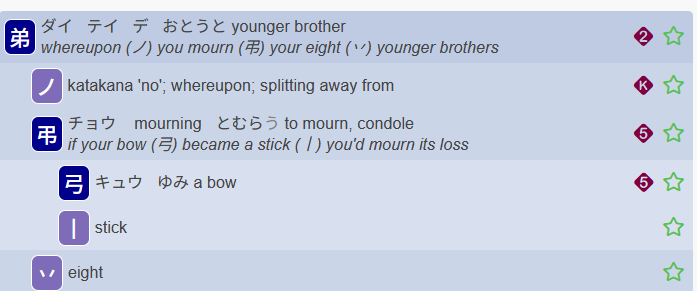 弟 ダイ テイ デ おとうと younger brother 2
whereupon (ノ) you mourn (弔) your eight (丷) younger brothers
ノ katakana 'no'; whereupon; splitting away from K
弔 チョウ mourning とむらう to mourn, condole 5
if your bow (弓) became a stick (丨) you'd mourn its loss
弓 キュウ ゆみ a bow 5
丨 stick
丷 eight